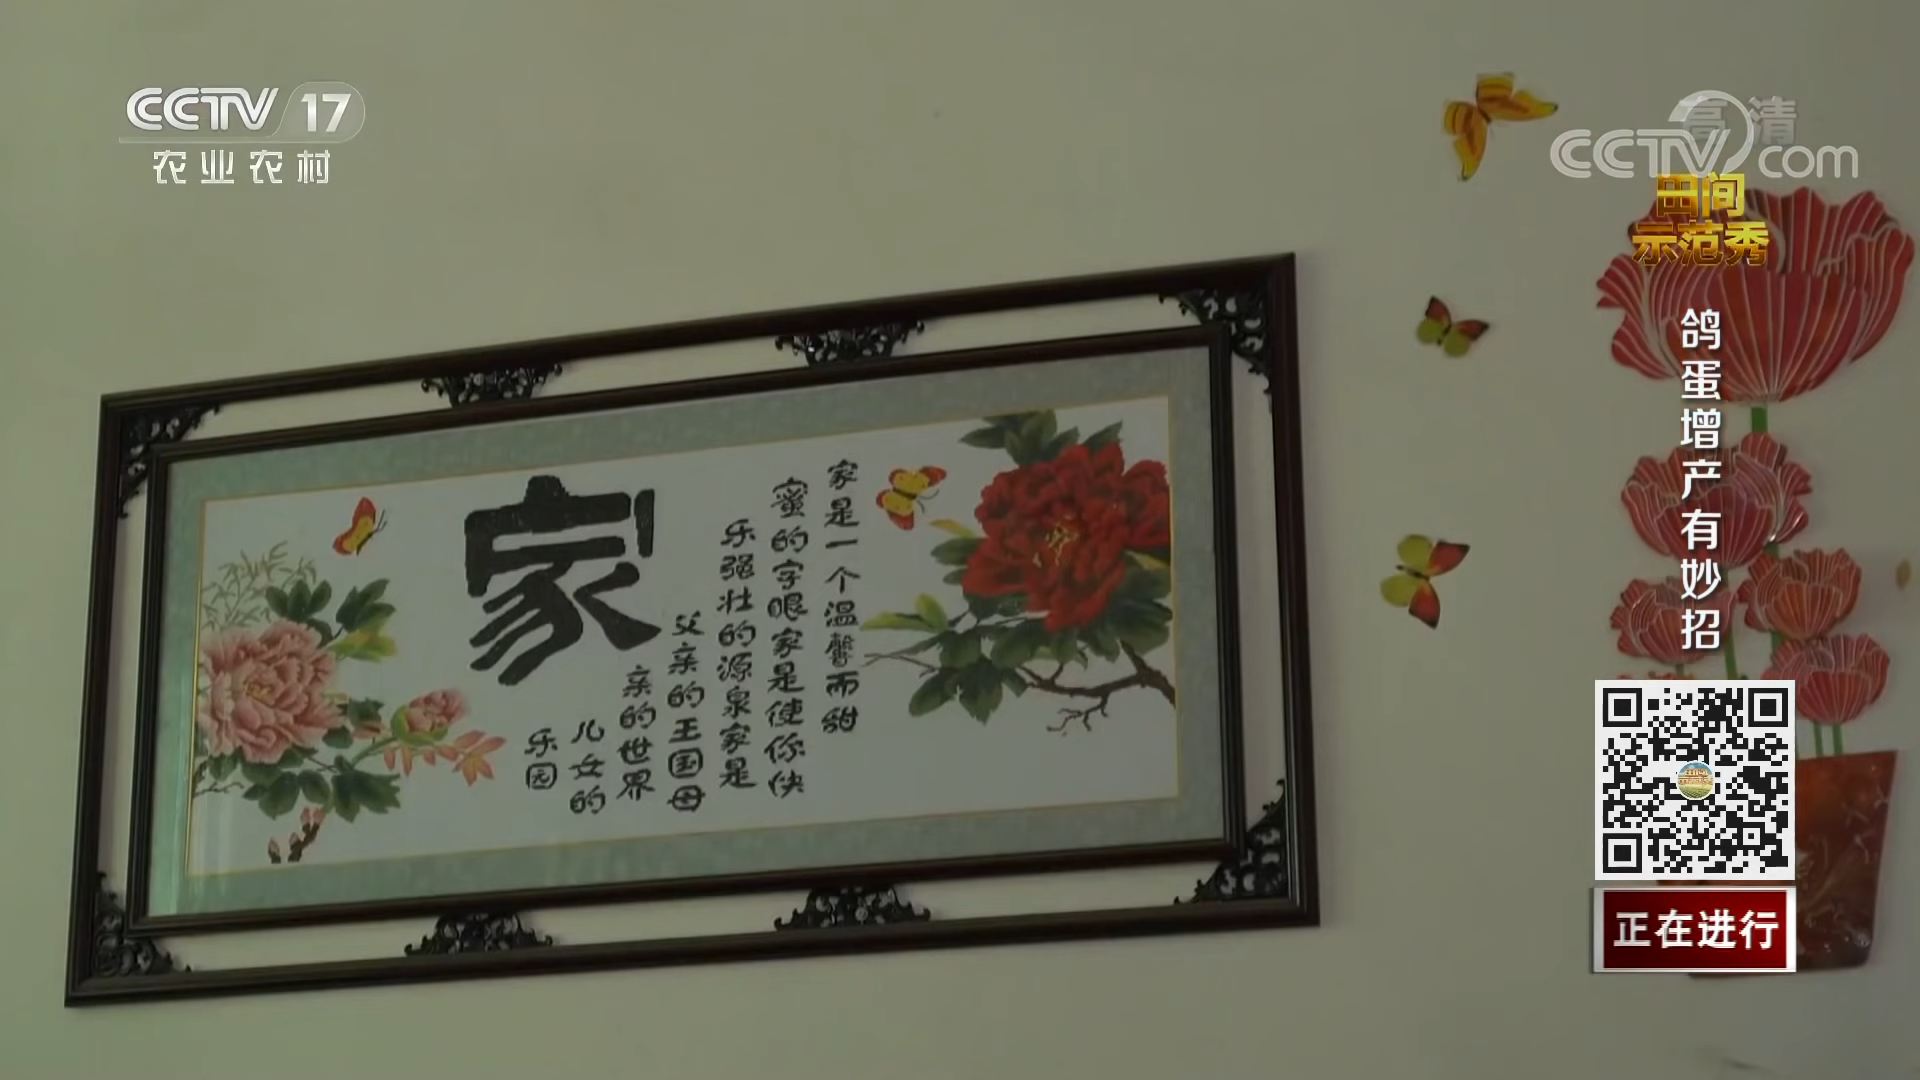 CCTV 17
农业农村
高清
CCTV com
田间
示范秀
鸽蛋增产有妙招
正在进行
家
家是一个温馨而甜
蜜的字眼家是使你快
乐强壮的源泉家是
父亲的王国母
亲的世界
儿女的
乐园